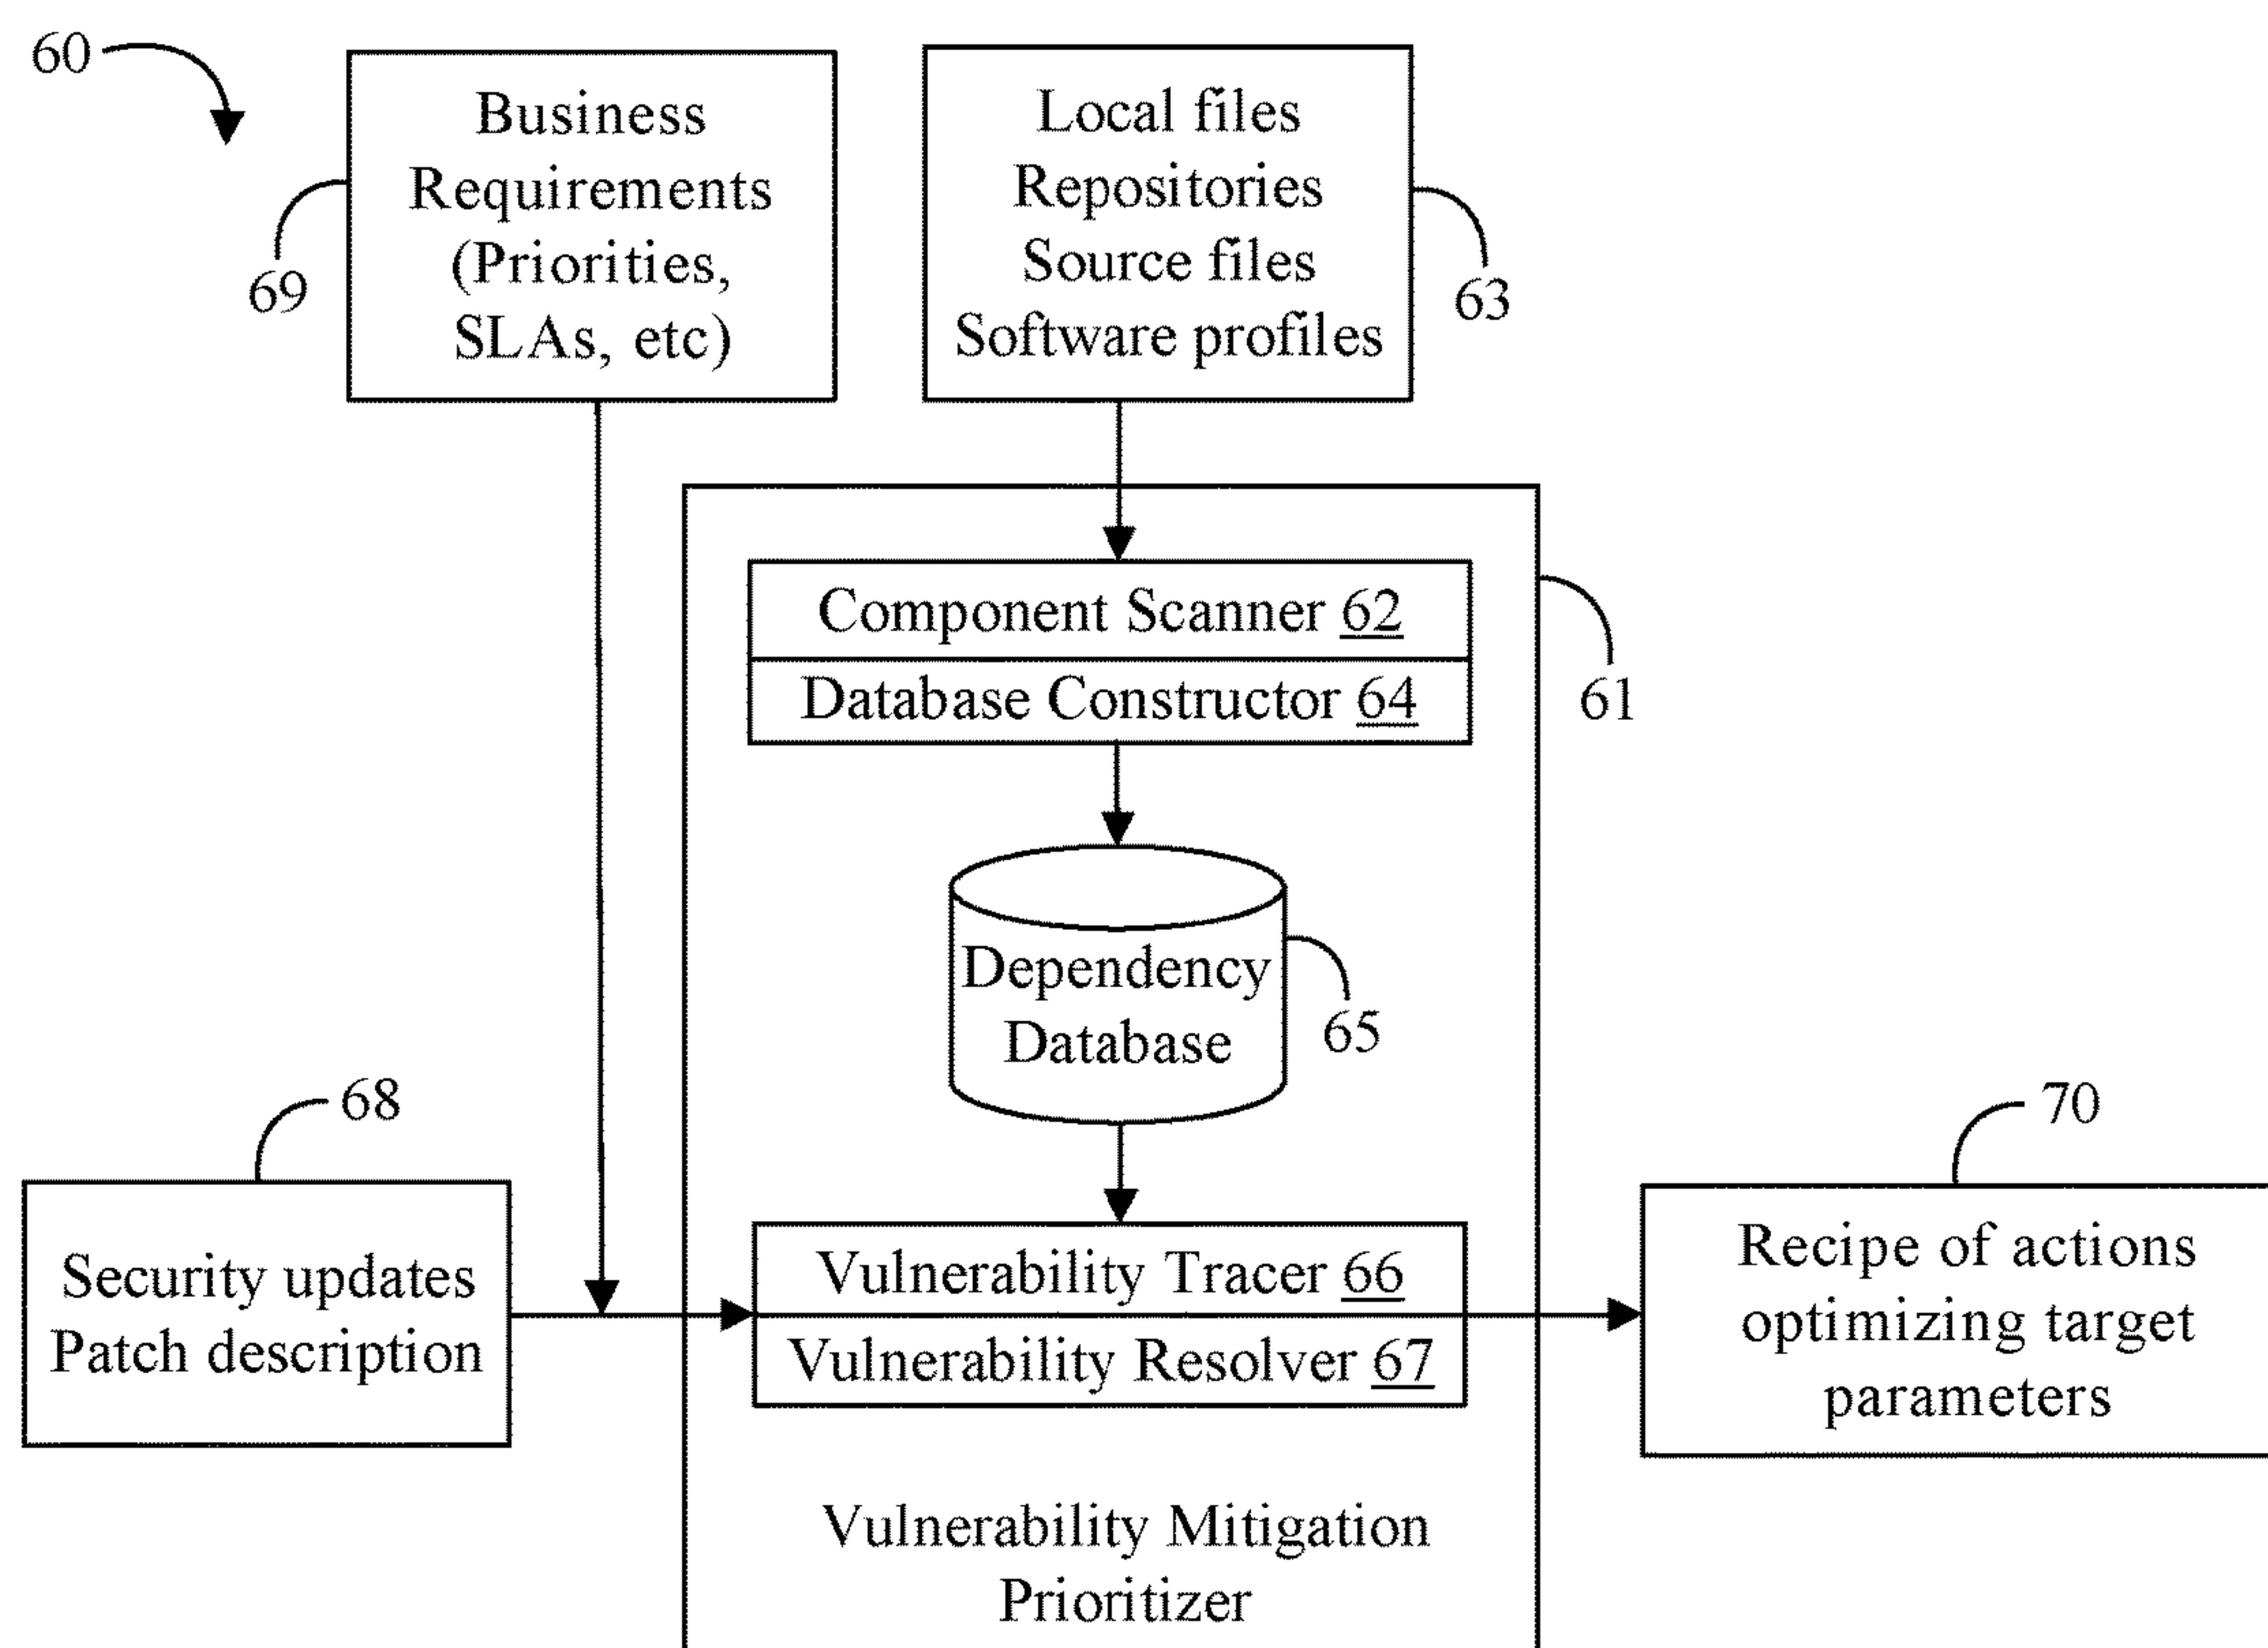 60
Business
Requirements
(Priorities,
SLAs, etc)
69
Local files
Repositories
Source files
Software profiles
63
Component Scanner 62
Database Constructor 64
61
Dependency
Database
65
68
Security updates
Patch description
Vulnerability Tracer 66
Vulnerability Resolver 67
70
Recipe of actions
optimizing target
parameters
Vulnerability Mitigation
Prioritizer